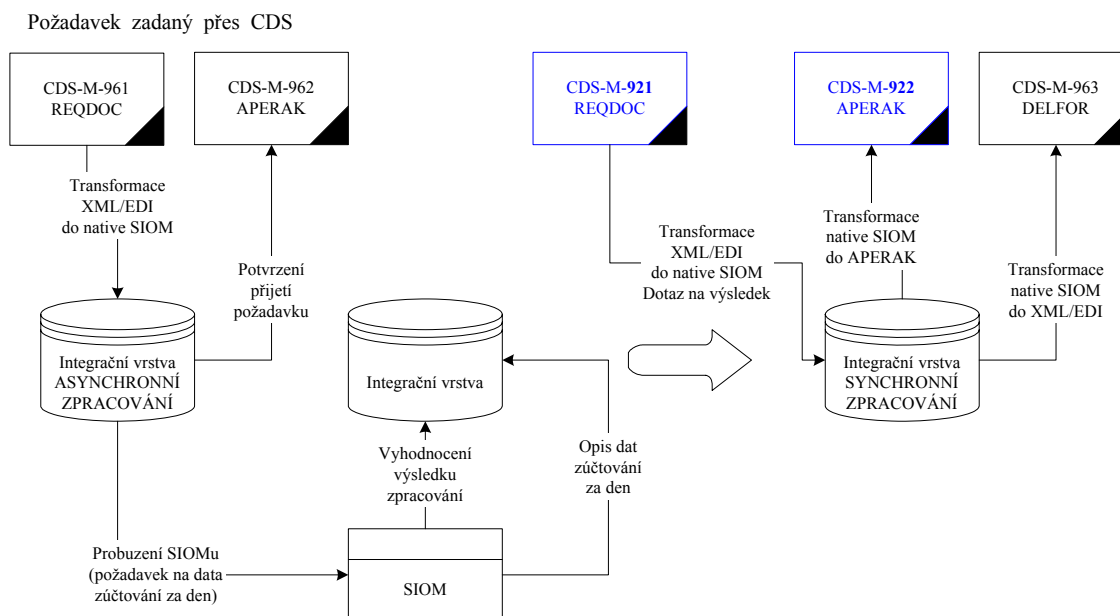 Požadavek zadaný přes CDS
CDS-M-961
REQDOC
CDS-M-962
APERAK
CDS-M-921
REQDOC
CDS-M-922
APERAK
CDS-M-963
DELFOR
Transformace
XML/EDI
do native SIOM
Potvrzení
přijetí
požadavku
Transformace
XML/EDI
do native SIOM
Dotaz na výsledek
Transformace
native SIOM
do APERAK
Transformace
native SIOM
do XML/EDI
Integrační vrstva
ASYNCHRONNÍ
ZPRACOVÁNÍ
Integrační vrstva
Integrační vrstva
SYNCHRONNÍ
ZPRACOVÁNÍ
Vyhodnocení
výsledku
zpracování
Opis dat
zúčtování
za den
Probuzení SIOMu
(požadavek na data
zúčtování za den)
SIOM